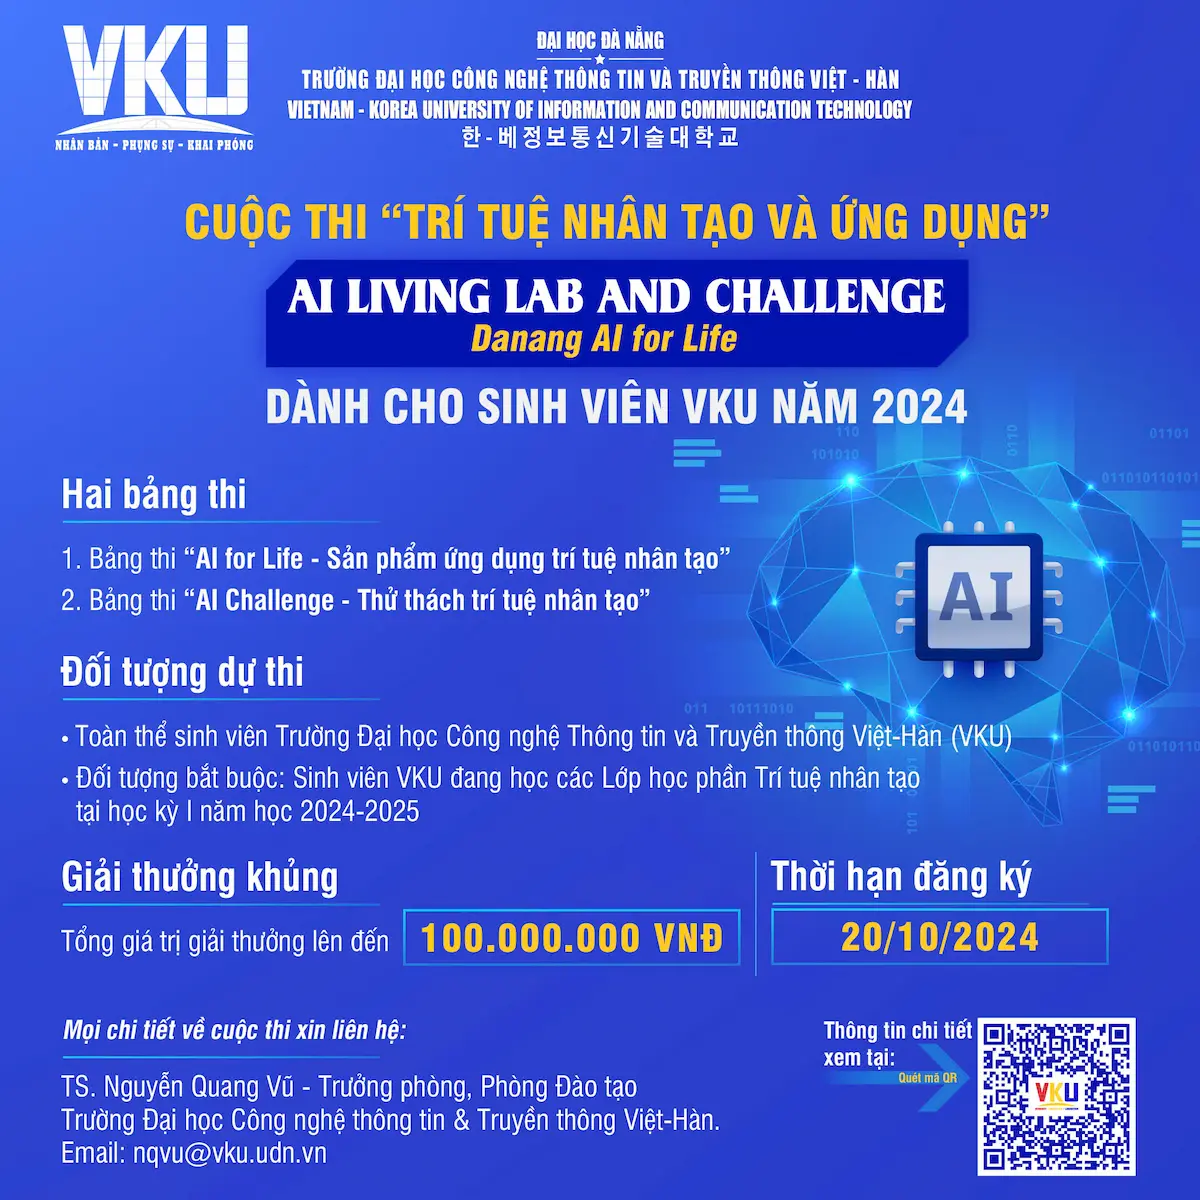 VKU
NHÂN BẢN - PHỤNG SỰ - KHAI PHÓNG
ĐẠI HỌC ĐÀ NẴNG
TRƯỜNG ĐẠI HỌC CÔNG NGHỆ THÔNG TIN VÀ TRUYỀN THÔNG VIỆT - HÀN
VIETNAM - KOREA UNIVERSITY OF INFORMATION AND COMMUNICATION TECHNOLOGY
한-베정보통신기술대학교
CUỘC THI “TRÍ TUỆ NHÂN TẠO VÀ ỨNG DỤNG”
AI LIVING LAB AND CHALLENGE
Danang AI for Life
DÀNH CHO SINH VIÊN VKU NĂM 2024
110
101010
0110
01101
011010110101
AI
011 10111010
Hai bảng thi
1. Bảng thi “AI for Life - Sản phẩm ứng dụng trí tuệ nhân tạo”
2. Bảng thi “AI Challenge - Thử thách trí tuệ nhân tạo”
Đối tượng dự thi
• Toàn thể sinh viên Trường Đại học Công nghệ Thông tin và Truyền thông Việt-Hàn (VKU)
• Đối tượng bắt buộc: Sinh viên VKU đang học các Lớp học phần Trí tuệ nhân tạo
tại học kỳ I năm học 2024-2025
Giải thưởng khủng
Tổng giá trị giải thưởng lên đến 100.000.000 VNĐ
Thời hạn đăng ký
20/10/2024
Mọi chi tiết về cuộc thi xin liên hệ:
TS. Nguyễn Quang Vũ - Trưởng phòng, Phòng Đào tạo
Trường Đại học Công nghệ thông tin & Truyền thông Việt-Hàn.
Email: nqvu@vku.udn.vn
Thông tin chi tiết
xem tại:
Quét mã QR
VKU